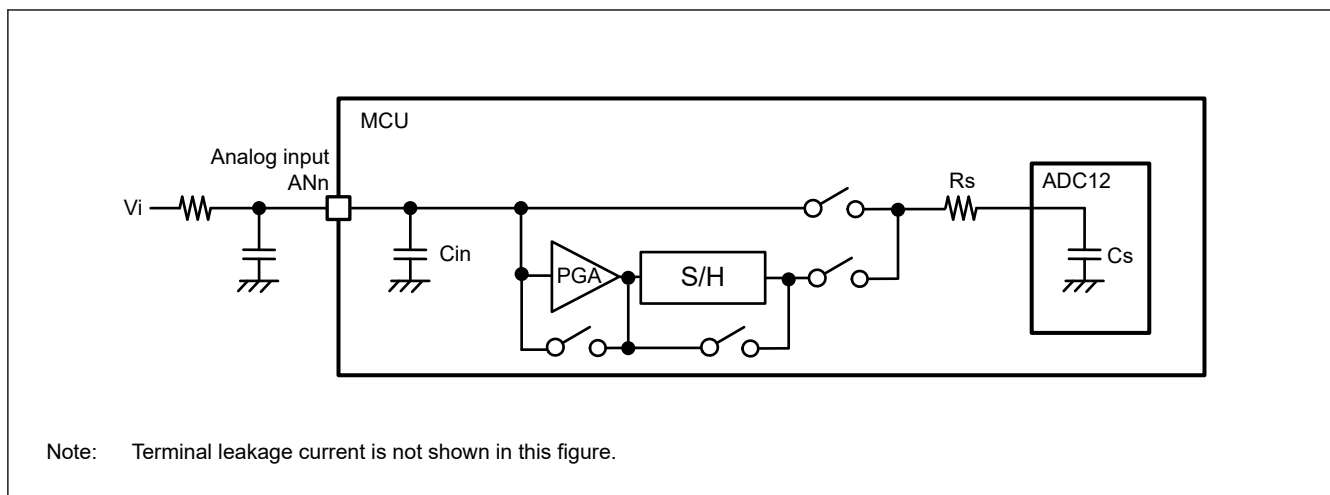 MCU
Analog input
ANn
Vi
Cin
PGA
S/H
Rs
ADC12
Cs
Note: Terminal leakage current is not shown in this figure.